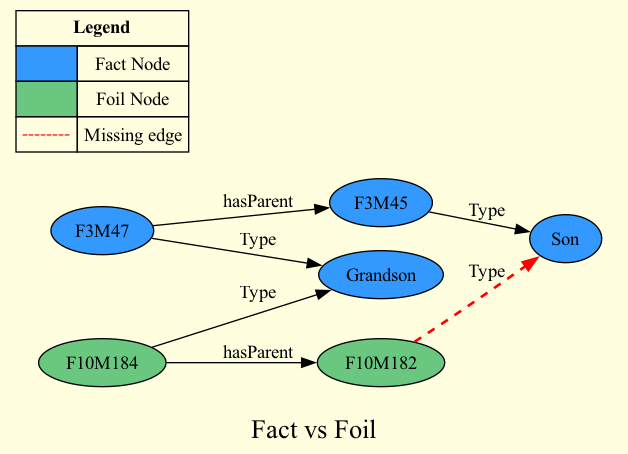 Legend
Fact Node
Foil Node
Missing edge
hasParent
F3M45
Type
F3M47
Type
Son
Grandson
Type
Type
F10M184
hasParent
F10M182
Fact vs Foil